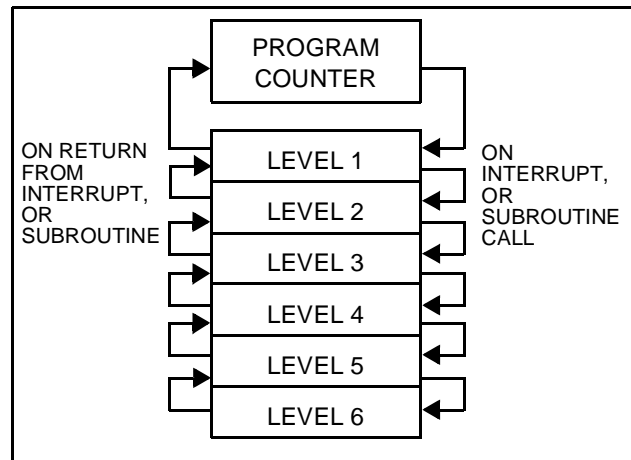 PROGRAM
COUNTER
ON RETURN
FROM
INTERRUPT,
OR
SUBROUTINE
LEVEL 1
LEVEL 2
LEVEL 3
LEVEL 4
LEVEL 5
LEVEL 6
ON
INTERRUPT,
OR
SUBROUTINE
CALL